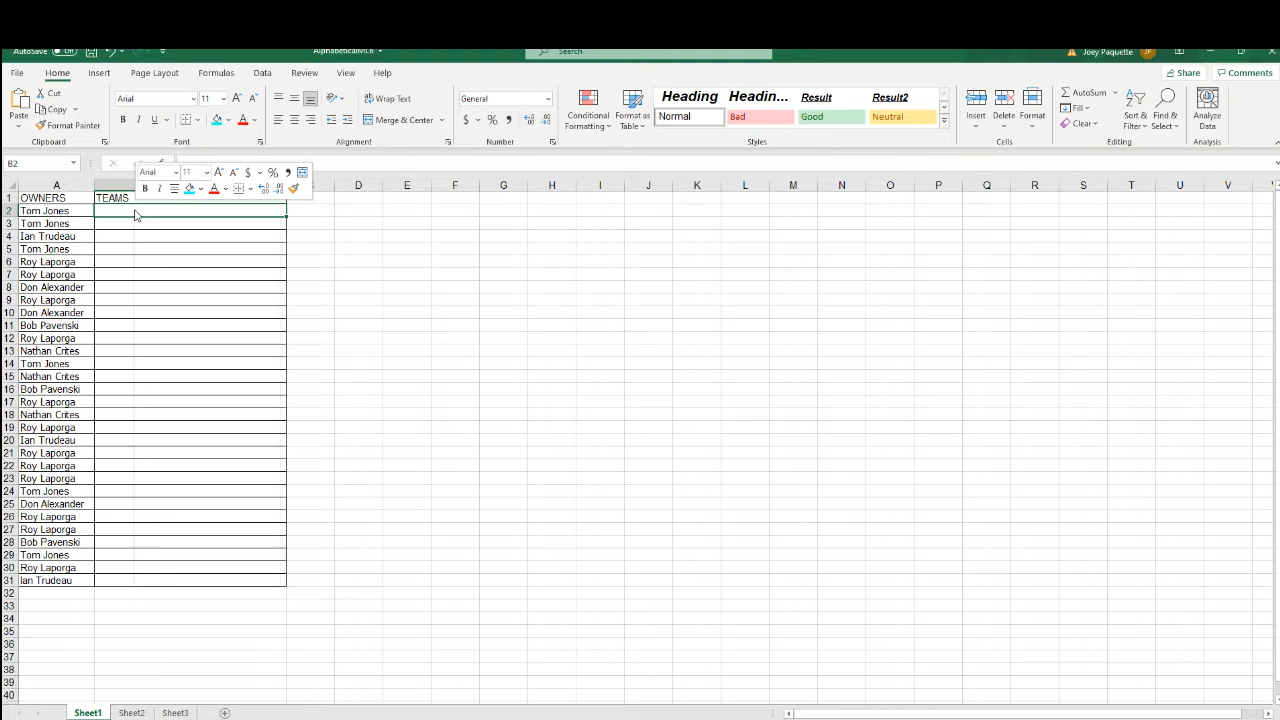 AutoSave Off AlphabeticalMLB Search Joey Paquette JP
File Home Insert Page Layout Formulas Data Review View Help Share Comments
Paste Cut Copy Format Painter Clipboard
Arial 11 B I U Font
Wrap Text Merge & Center Alignment
General $ % Number
Conditional Formatting Format as Table
Heading Headin... Result Result2
Normal Bad Good Neutral
Styles
Insert Delete Format Cells
AutoSum Fill Clear Sort & Filter Find & Select Editing
Analyze Data Analysis
B2
Arial 11 $ %
B I A
A D E F G H I J K L M N O P Q R S T U V
1 OWNERS TEAMS
2 Tom Jones
3 Tom Jones
4 Ian Trudeau
5 Tom Jones
6 Roy Laporga
7 Roy Laporga
8 Don Alexander
9 Roy Laporga
10 Don Alexander
11 Bob Pavenski
12 Roy Laporga
13 Nathan Crites
14 Tom Jones
15 Nathan Crites
16 Bob Pavenski
17 Roy Laporga
18 Nathan Crites
19 Roy Laporga
20 Ian Trudeau
21 Roy Laporga
22 Roy Laporga
23 Roy Laporga
24 Tom Jones
25 Don Alexander
26 Roy Laporga
27 Roy Laporga
28 Bob Pavenski
29 Tom Jones
30 Roy Laporga
31 Ian Trudeau
32
33
34
35
36
37
38
39
40
Sheet1 Sheet2 Sheet3